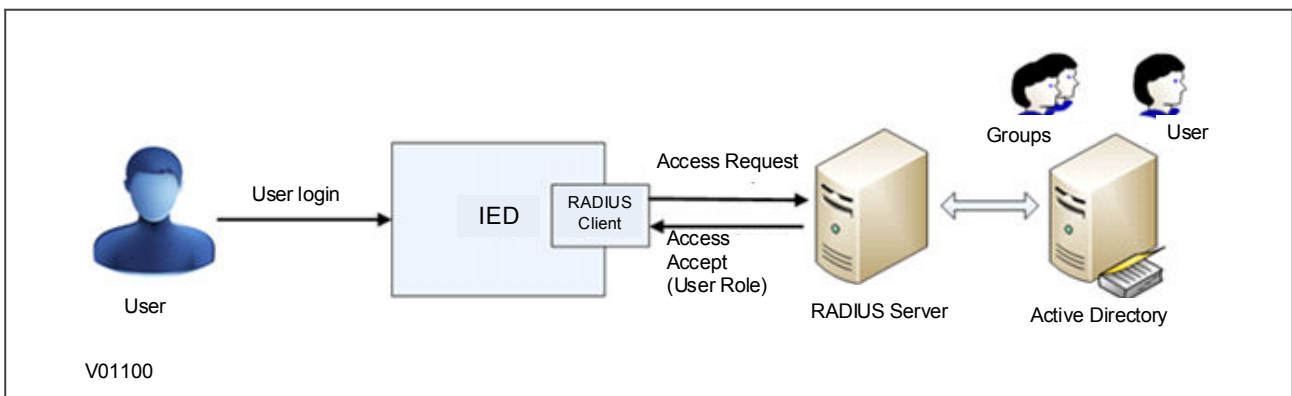 Groups
User
User login
Access Request
IED
RADIUS
Client
Access
Accept
(User Role)
User
RADIUS Server
Active Directory
V01100